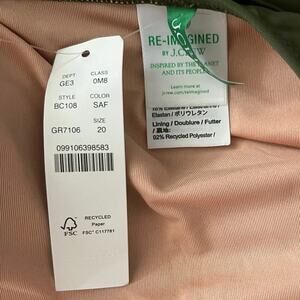 DEPT CLASS
GE3 0M8
STYLE COLOR
BC108 SAF
SIZE
GR7106 20
099106398583
FSC
RECYCLED
Paper
FSC® C117781
RE-IMAGINED
BY J.CREW
INSPIRED BY THE PLANET
AND ITS PEOPLE
Learn more at
jcrew.com/reimagined
Elastan / ポリウレタン
Lining / Doublure / Futter
/ 裏地:
02% Recycled Polyester /